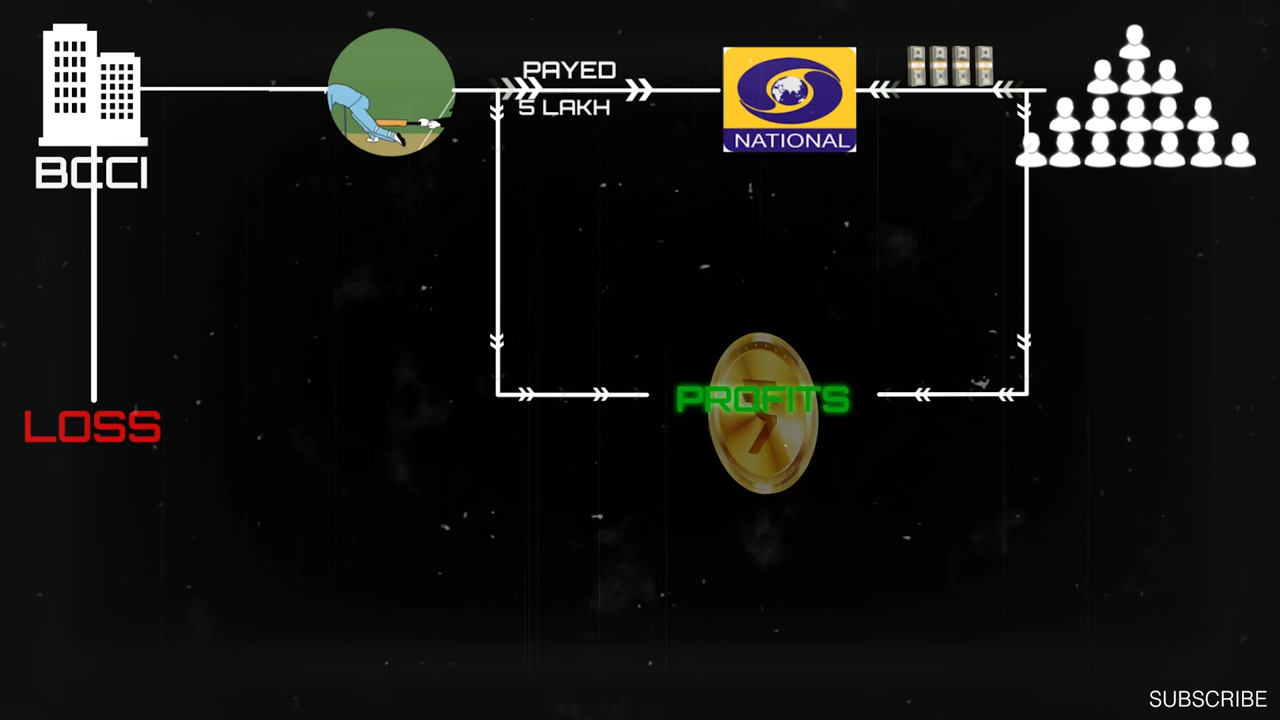 PAYED
5 LAKH
NATIONAL
BCCI
PROFITS
LOSS
SUBSCRIBE